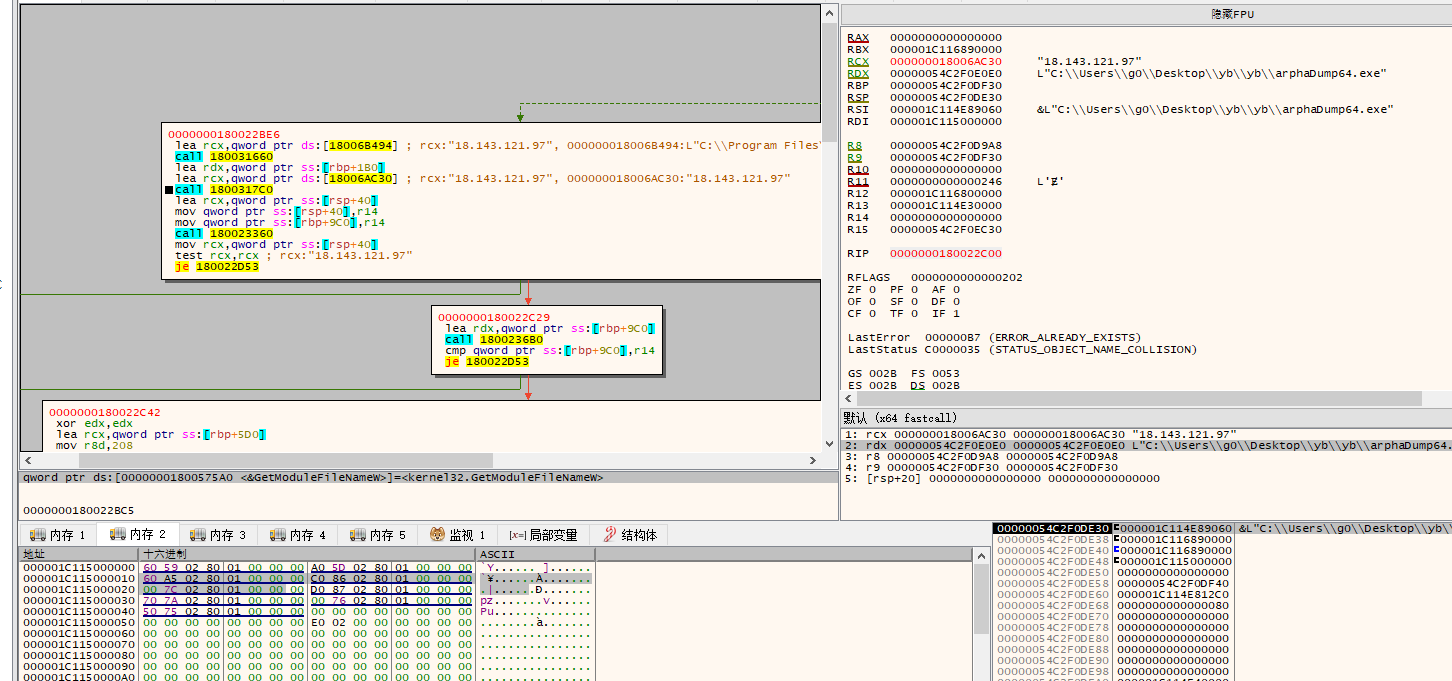 0000000180022BE6
lea rcx,qword ptr ds:[18006B494] ; rcx:"18.143.121.97", 000000018006B494:L"C:\\Program Files\
call 180031660
lea rdx,qword ptr ss:[rbp+1B0]
lea rcx,qword ptr ds:[18006AC30] ; rcx:"18.143.121.97", 000000018006AC30:"18.143.121.97"
call 1800317C0
lea rcx,qword ptr ss:[rsp+40]
mov qword ptr ss:[rsp+40],r14
mov qword ptr ss:[rbp+9C0],r14
call 180023360
mov rcx,qword ptr ss:[rsp+40]
test rcx,rcx ; rcx:"18.143.121.97"
je 180022D53
0000000180022C29
lea rdx,qword ptr ss:[rbp+9C0]
call 1800236B0
cmp qword ptr ss:[rbp+9C0],r14
je 180022D53
0000000180022C42
xor edx,edx
lea rcx,qword ptr ss:[rbp+5D0]
mov r8d,208
qword ptr ds:[00000001800575A0 <&GetModuleFileNameW>]=<kernel32.GetModuleFileNameW>
0000000180022BC5
隐藏FPU
RAX 0000000000000000
RBX 000001C116890000
RCX 000000018006AC30 "18.143.121.97"
RDX 00000054C2F0E0E0 L"C:\\Users\\g0\\Desktop\\yb\\yb\\arphaDump64.exe"
RBP 00000054C2F0DF30
RSP 00000054C2F0DE30
RSI 000001C114E89060 &L"C:\\Users\\g0\\Desktop\\yb\\yb\\arphaDump64.exe"
RDI 000001C115000000
R8 00000054C2F0D9A8
R9 00000054C2F0DF30
R10 0000000000000000
R11 0000000000000246 L'Ɇ'
R12 000001C116800000
R13 000001C114E30000
R14 0000000000000000
R15 00000054C2F0EC30
RIP 0000000180022C00
RFLAGS 0000000000000202
ZF 0 PF 0 AF 0
OF 0 SF 0 DF 0
CF 0 TF 0 IF 1
LastError 000000B7 (ERROR_ALREADY_EXISTS)
LastStatus C0000035 (STATUS_OBJECT_NAME_COLLISION)
GS 002B FS 0053
ES 002B DS 002B
默认 (x64 fastcall)
1: rcx 000000018006AC30 000000018006AC30 "18.143.121.97"
2: rdx 00000054C2F0E0E0 00000054C2F0E0E0 L"C:\\Users\\g0\\Desktop\\yb\\yb\\arphaDump64.
3: r8 00000054C2F0D9A8 00000054C2F0D9A8
4: r9 00000054C2F0DF30 00000054C2F0DF30
5: [rsp+20] 0000000000000000 0000000000000000
内存 1 内存 2 内存 3 内存 4 内存 5 监视 1 [x=] 局部变量 结构体
地址 十六进制 ASCII
000001C115000000 60 59 02 80 01 00 00 00 A0 5D 02 80 01 00 00 00 `Y...... ]......
000001C115000010 60 A5 02 80 01 00 00 00 C0 86 02 80 01 00 00 00 `¥......À.......
000001C115000020 00 7C 02 80 01 00 00 00 D0 87 02 80 01 00 00 00 .|......Ð.......
000001C115000030 70 7A 02 80 01 00 00 00 00 76 02 80 01 00 00 00 pz.......v......
000001C115000040 50 75 02 80 01 00 00 00 00 00 00 00 00 00 00 00 Pu..............
000001C115000050 00 00 00 00 00 00 00 00 E0 02 00 00 00 00 00 00 ........à.......
000001C115000060 00 00 00 00 00 00 00 00 00 00 00 00 00 00 00 00 ................
000001C115000070 00 00 00 00 00 00 00 00 00 00 00 00 00 00 00 00 ................
000001C115000080 00 00 00 00 00 00 00 00 00 00 00 00 00 00 00 00 ................
000001C115000090 00 00 00 00 00 00 00 00 00 00 00 00 00 00 00 00 ................
000001C1150000A0 00 00 00 00 00 00 00 00 00 00 00 00 00 00 00 00 ................
00000054C2F0DE30 000001C114E89060 &L"C:\\Users\\g0\\Desktop\\yb\\
00000054C2F0DE38 000001C116890000
00000054C2F0DE40 000001C116890000
00000054C2F0DE48 000001C115000000
00000054C2F0DE50 0000000000000000
00000054C2F0DE58 00000054C2F0DF40
00000054C2F0DE60 000001C114E812C0
00000054C2F0DE68 0000000000000080
00000054C2F0DE70 0000000000000000
00000054C2F0DE78 0000000000000000
00000054C2F0DE80 0000000000000000
00000054C2F0DE88 0000000000000000
00000054C2F0DE90 0000000000000000
00000054C2F0DE98 0000000000000000